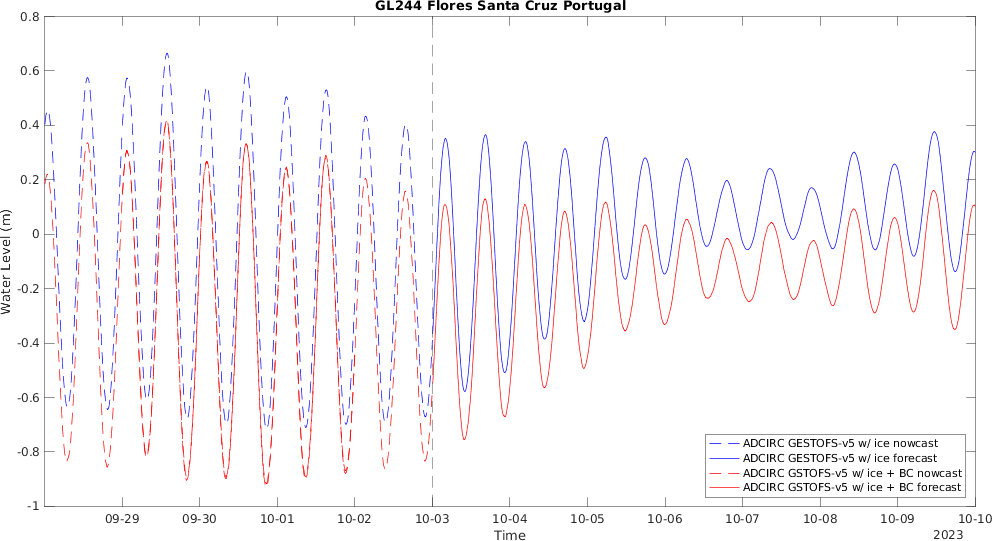 GL244 Flores Santa Cruz Portugal
0.8
0.6
0.4
0.2
0
-0.2
-0.4
-0.6
-0.8
-1
Water Level (m)
ADCIRC GESTOFS-v5 w/ ice nowcast
ADCIRC GESTOFS-v5 w/ ice forecast
ADCIRC GSTOFS-v5 w/ ice + BC nowcast
ADCIRC GSTOFS-v5 w/ ice + BC forecast
09-29 09-30 10-01 10-02 10-03 10-04 10-05 10-06 10-07 10-08 10-09 10-10
Time
2023